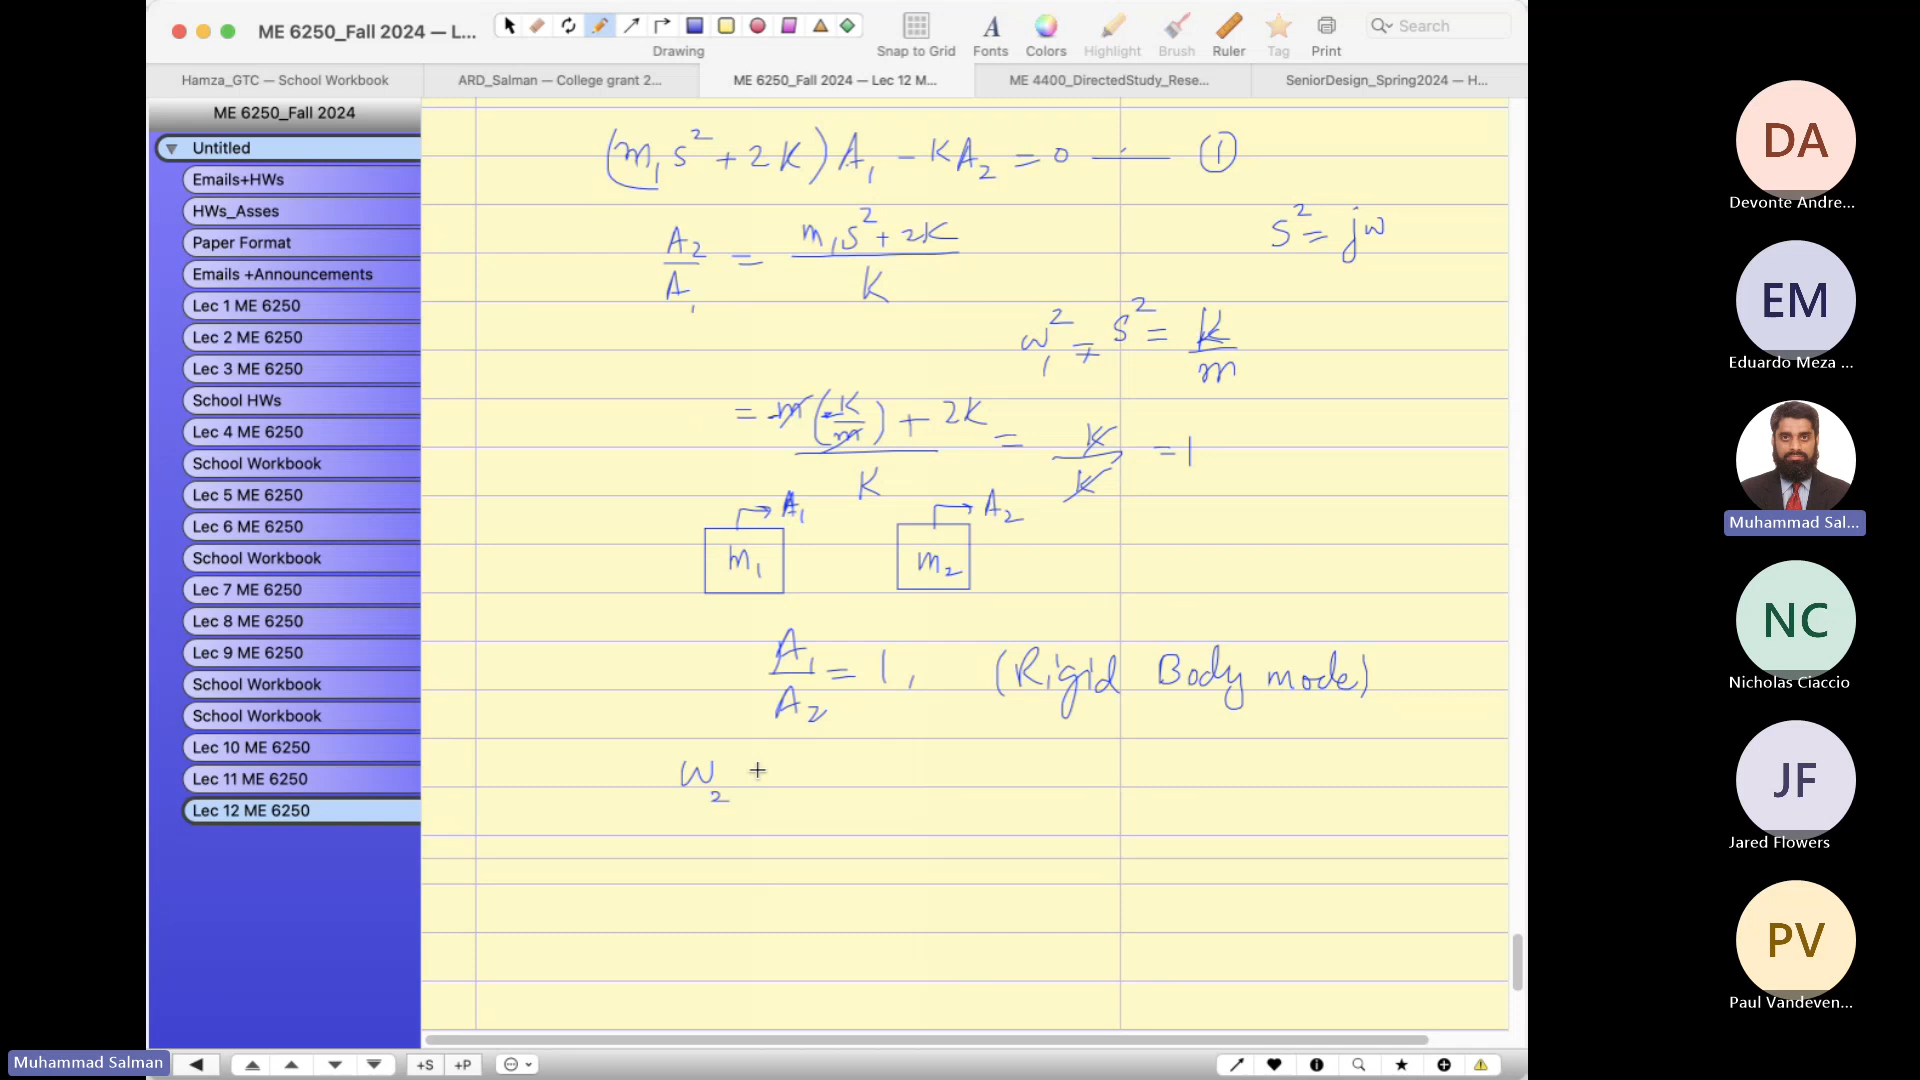 ME 6250_Fall 2024 — L...
Drawing
Snap to Grid
Fonts
Colors
Highlight
Brush
Ruler
Tag
Print
Search
Hamza_GTC — School Workbook
ARD_Salman — College grant 2...
ME 6250_Fall 2024 — Lec 12 M...
ME 4400_DirectedStudy_Rese...
SeniorDesign_Spring2024 — H...
ME 6250_Fall 2024
Untitled
Emails+HWs
HWs_Asses
Paper Format
Emails +Announcements
Lec 1 ME 6250
Lec 2 ME 6250
Lec 3 ME 6250
School HWs
Lec 4 ME 6250
School Workbook
Lec 5 ME 6250
Lec 6 ME 6250
School Workbook
Lec 7 ME 6250
Lec 8 ME 6250
Lec 9 ME 6250
School Workbook
School Workbook
Lec 10 ME 6250
Lec 11 ME 6250
Lec 12 ME 6250
(m₁s² + 2K)A₁ - KA₂ = 0 —— ①
A₂/A₁ = (m₁s² + 2K)/K
s² = jω
ω₁² = s² = K/m
= (m(-K/m) + 2K)/K = K/K = 1
A₁ A₂
m₁ m₂
A₁/A₂ = 1, (Rigid Body mode)
ω₂
+S
+P
Muhammad Salman
DA
Devonte Andre...
EM
Eduardo Meza ...
Muhammad Sal...
NC
Nicholas Ciaccio
JF
Jared Flowers
PV
Paul Vandeven...